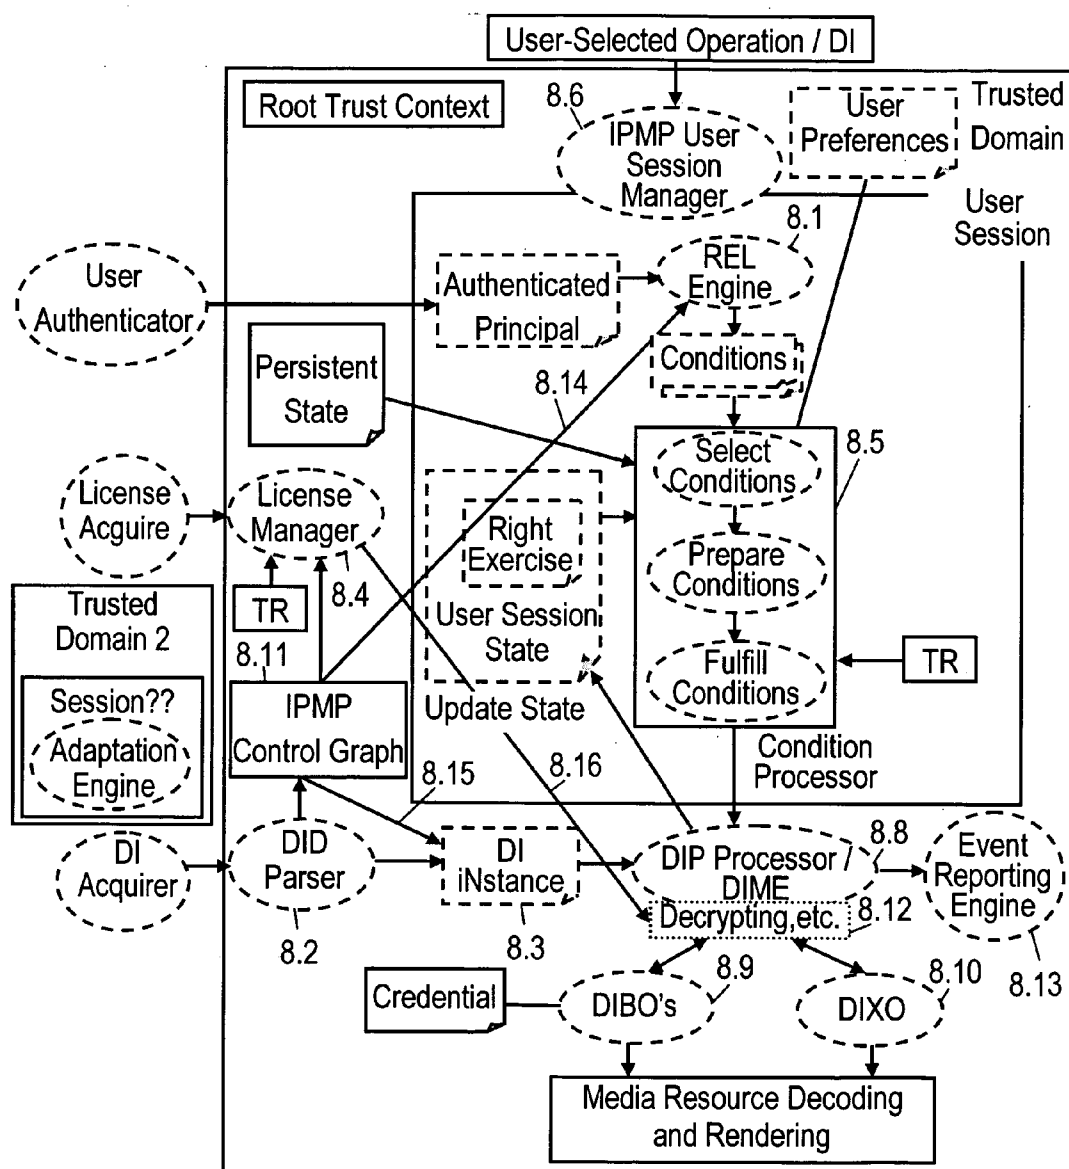 User-Selected Operation / DI
Root Trust Context
8.6
IPMP User
Session
Manager
User
Preferences
Trusted
Domain
User
Session
8.1
REL
Engine
User
Authenticator
Authenticated
Principal
Conditions
Persistent
State
8.14
8.5
Select
Conditions
License
Acguire
License
Manager
Right
Exercise
Prepare
Conditions
8.4
TR
User Session
State
Fulfill
Conditions
TR
Trusted
Domain 2
8.11
Session??
Adaptation
Engine
IPMP
Control Graph
Update State
8.15
8.16
Condition
Processor
DI
Acquirer
DID
Parser
DI
iNstance
DIP Processor /
DIME
Decrypting,etc.
8.8
Event
Reporting
Engine
8.12
8.2
8.3
8.9
8.10
8.13
Credential
DIBO's
DIXO
Media Resource Decoding
and Rendering